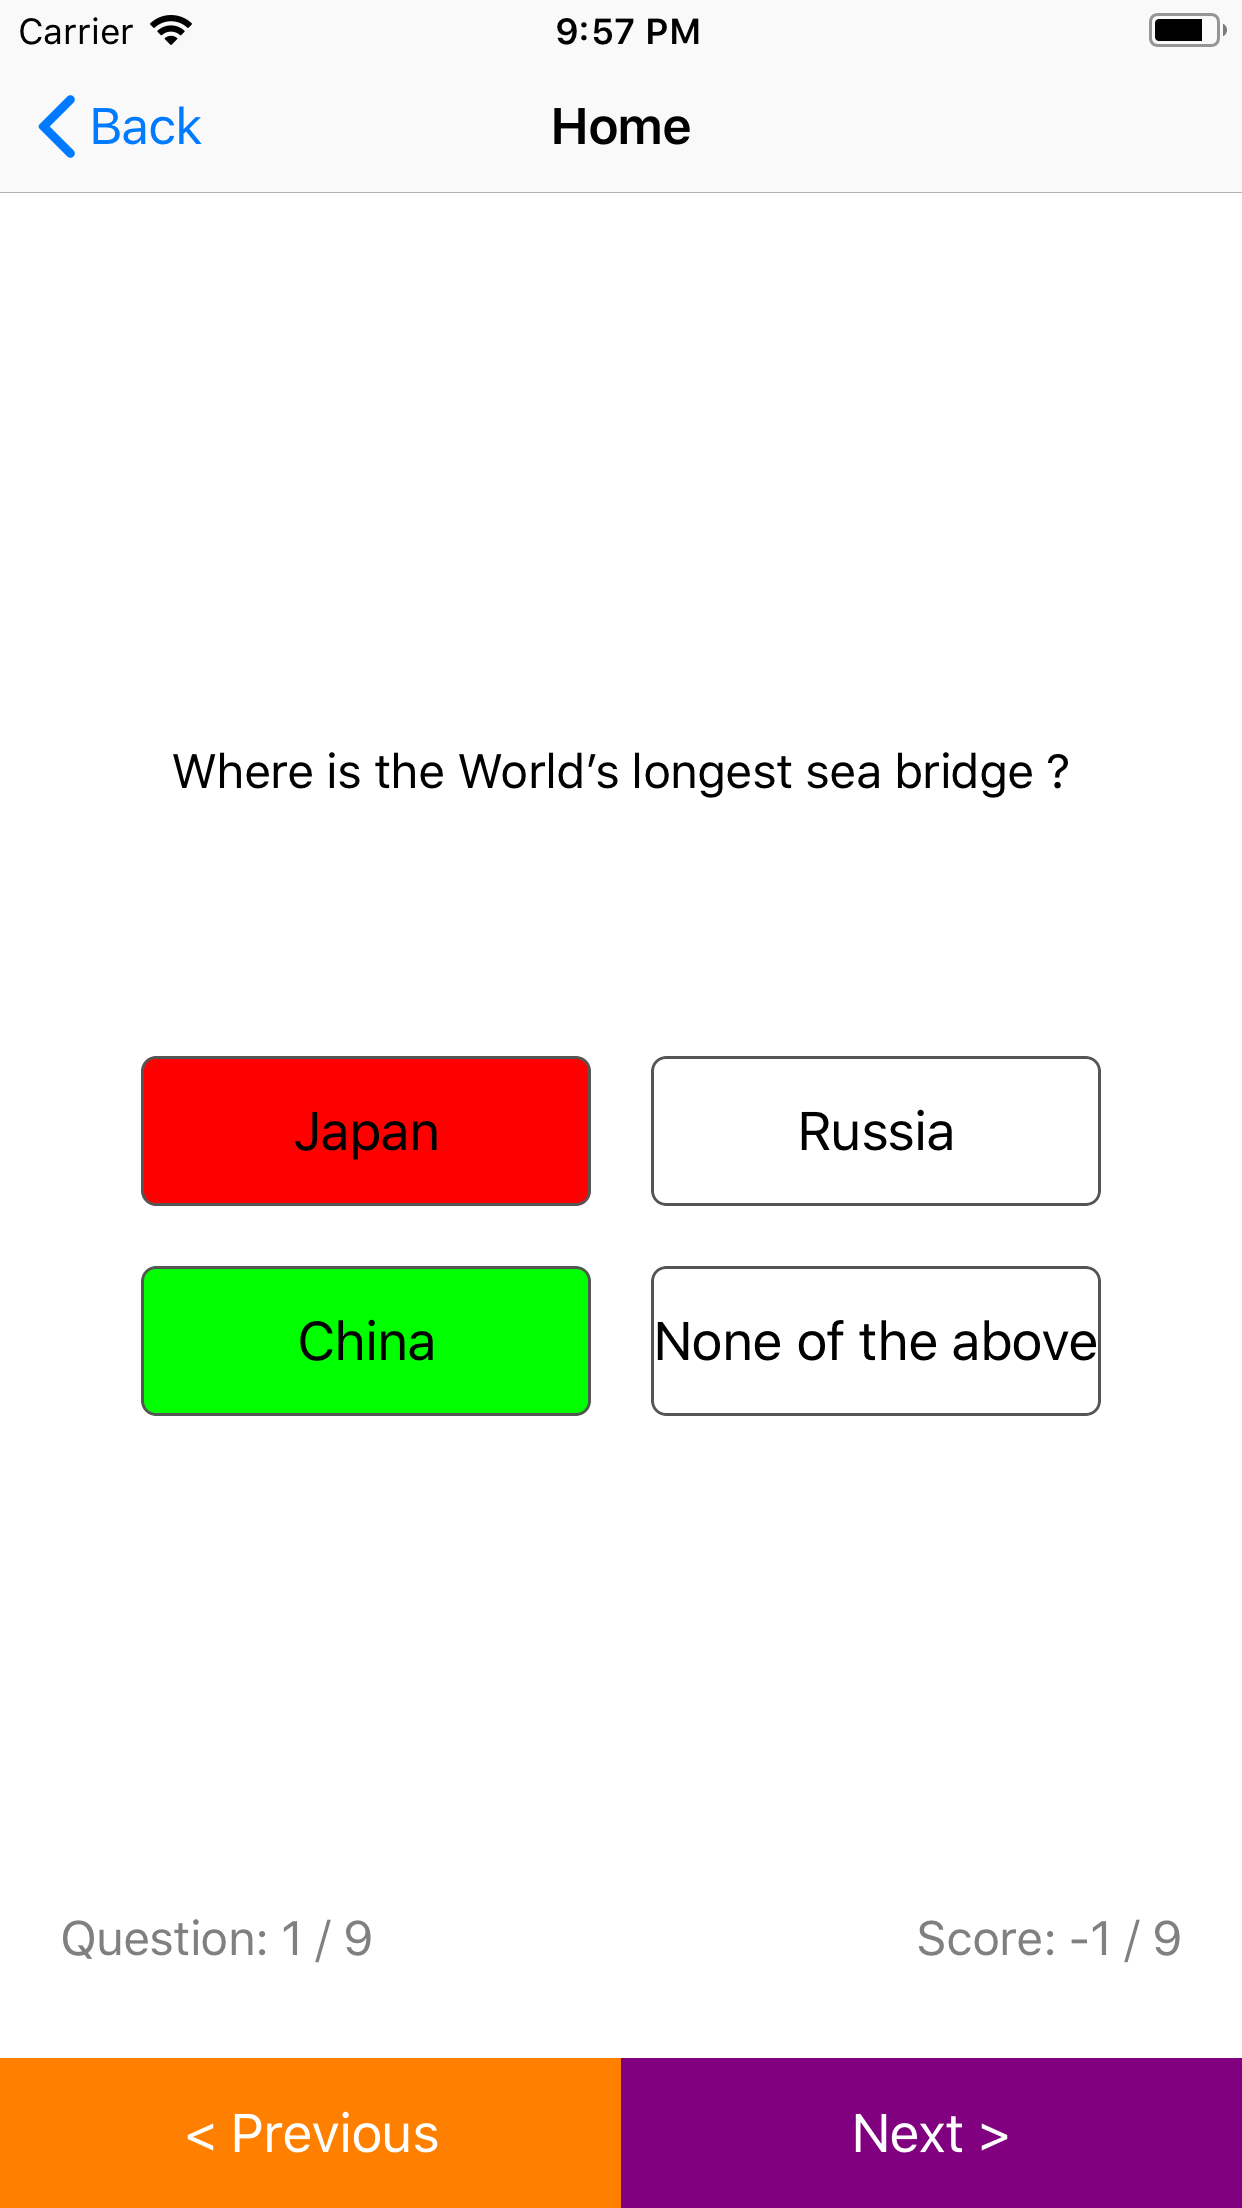 Carrier 9:57 PM
Back Home
Where is the World’s longest sea bridge ?
Japan Russia
China None of the above
Question: 1 / 9 Score: -1 / 9
< Previous Next >